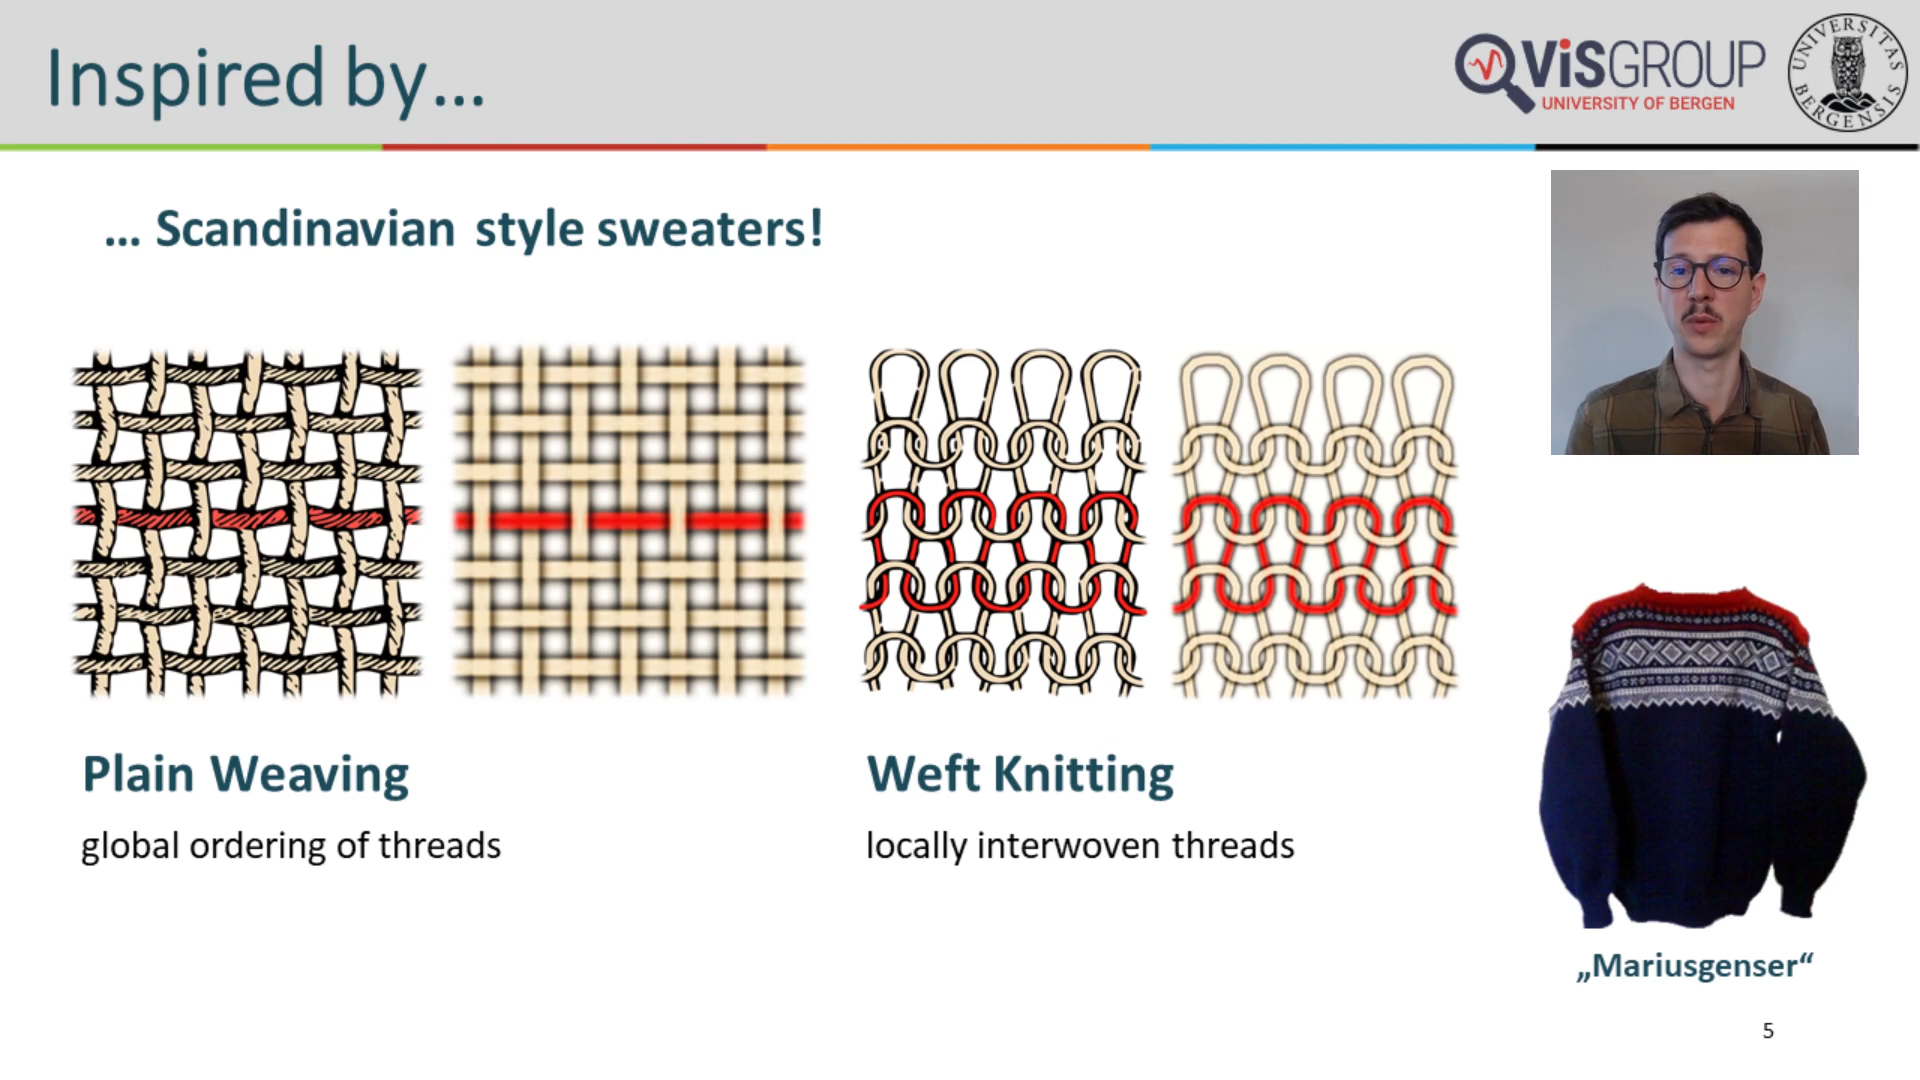 Inspired by...
ViSGROUP
UNIVERSITY OF BERGEN
UNIVERSITAS BERGENSIS
... Scandinavian style sweaters!
Plain Weaving
global ordering of threads
Weft Knitting
locally interwoven threads
„Mariusgenser“
5